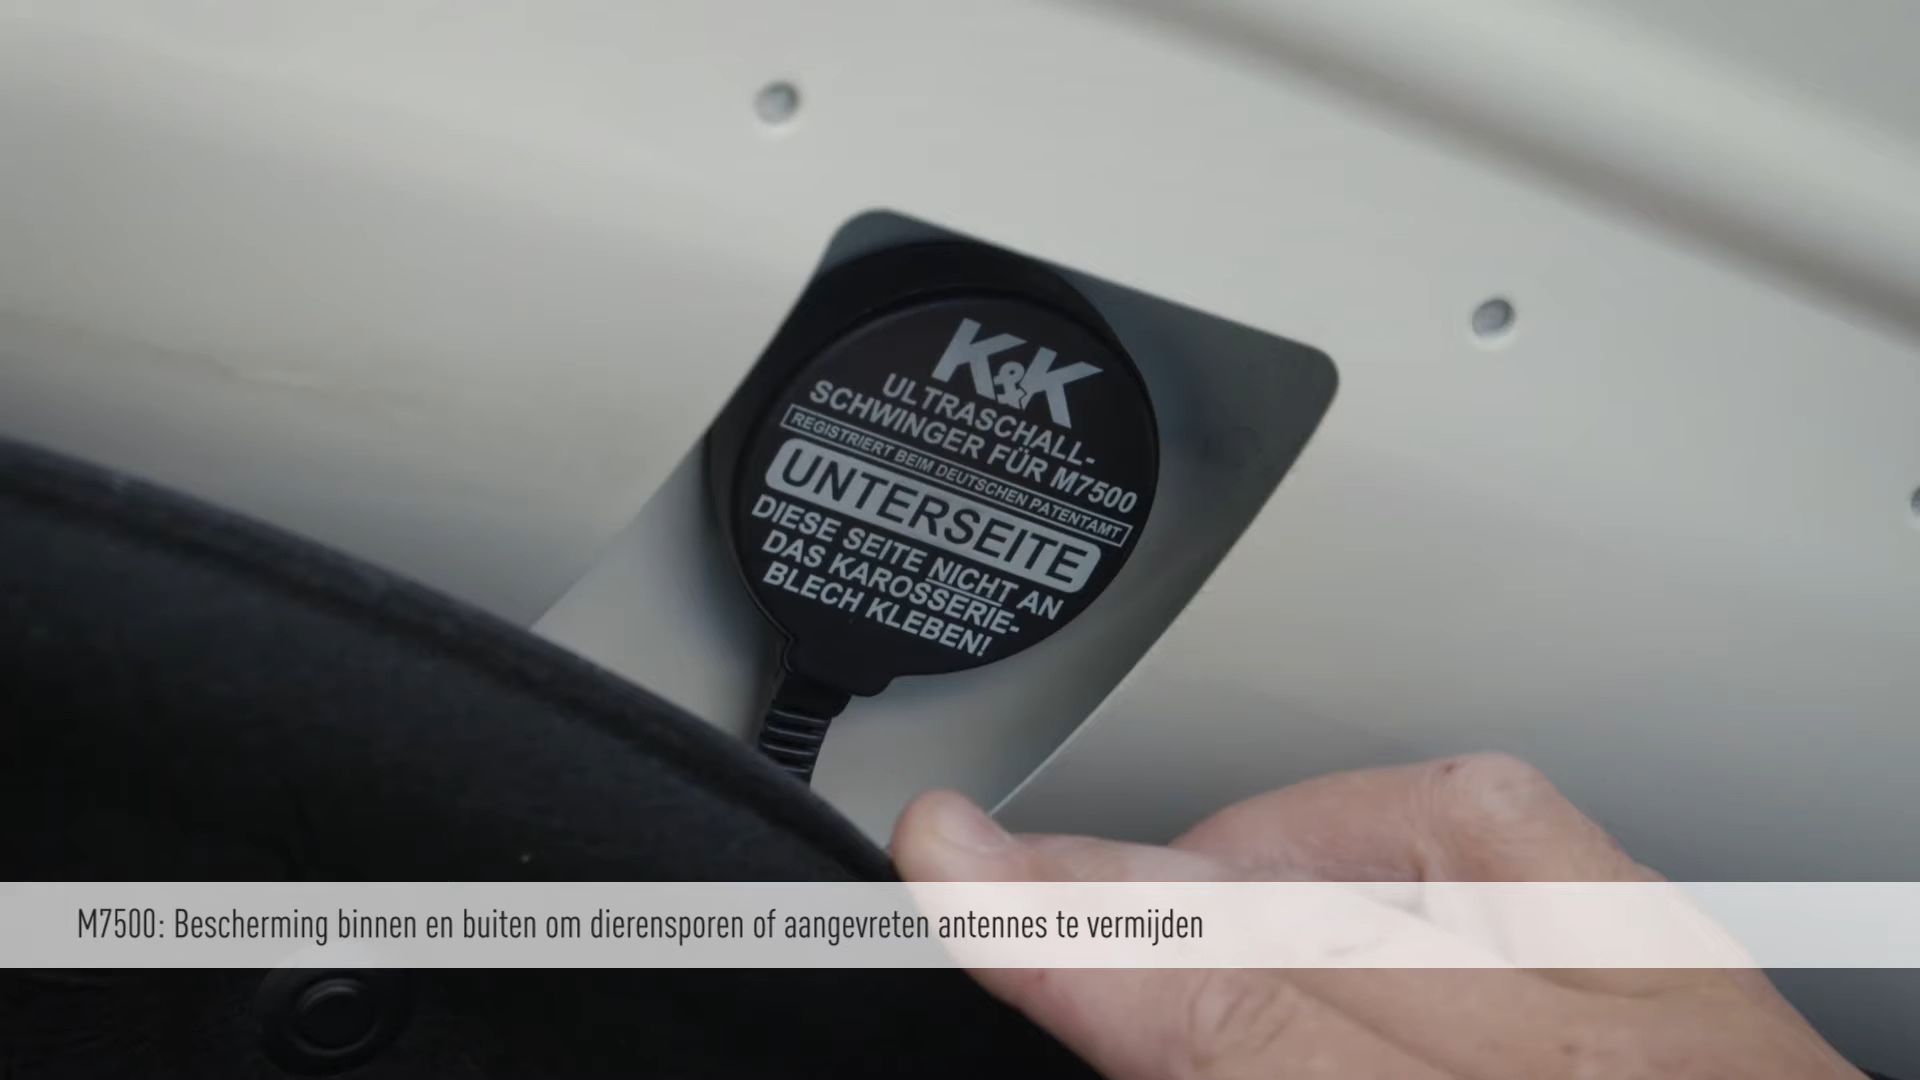 K&K
ULTRASCHALL-
SCHWINGER FÜR M7500
REGISTRIERT BEIM DEUTSCHEN PATENTAMT
UNTERSEITE
DIESE SEITE NICHT AN
DAS KAROSSERIE-
BLECH KLEBEN!
M7500: Bescherming binnen en buiten om dierensporen of aangevreten antennes te vermijden